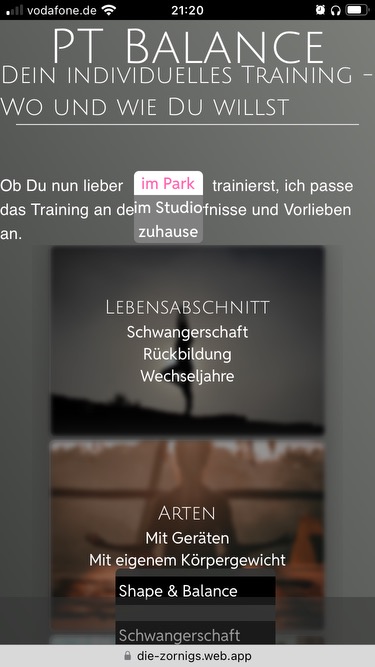 vodafone.de
21:20
PT Balance
Dein individuelles Training -
Wo und wie Du willst
Ob Du nun lieber im Park trainierst, ich passe
das Training an de im Studio fnisse und Vorlieben
zuhause
an.
Lebensabschnitt
Schwangerschaft
Rückbildung
Wechseljahre
Arten
Mit Geräten
Mit eigenem Körpergewicht
Shape & Balance
Schwangerschaft
die-zornigs.web.app